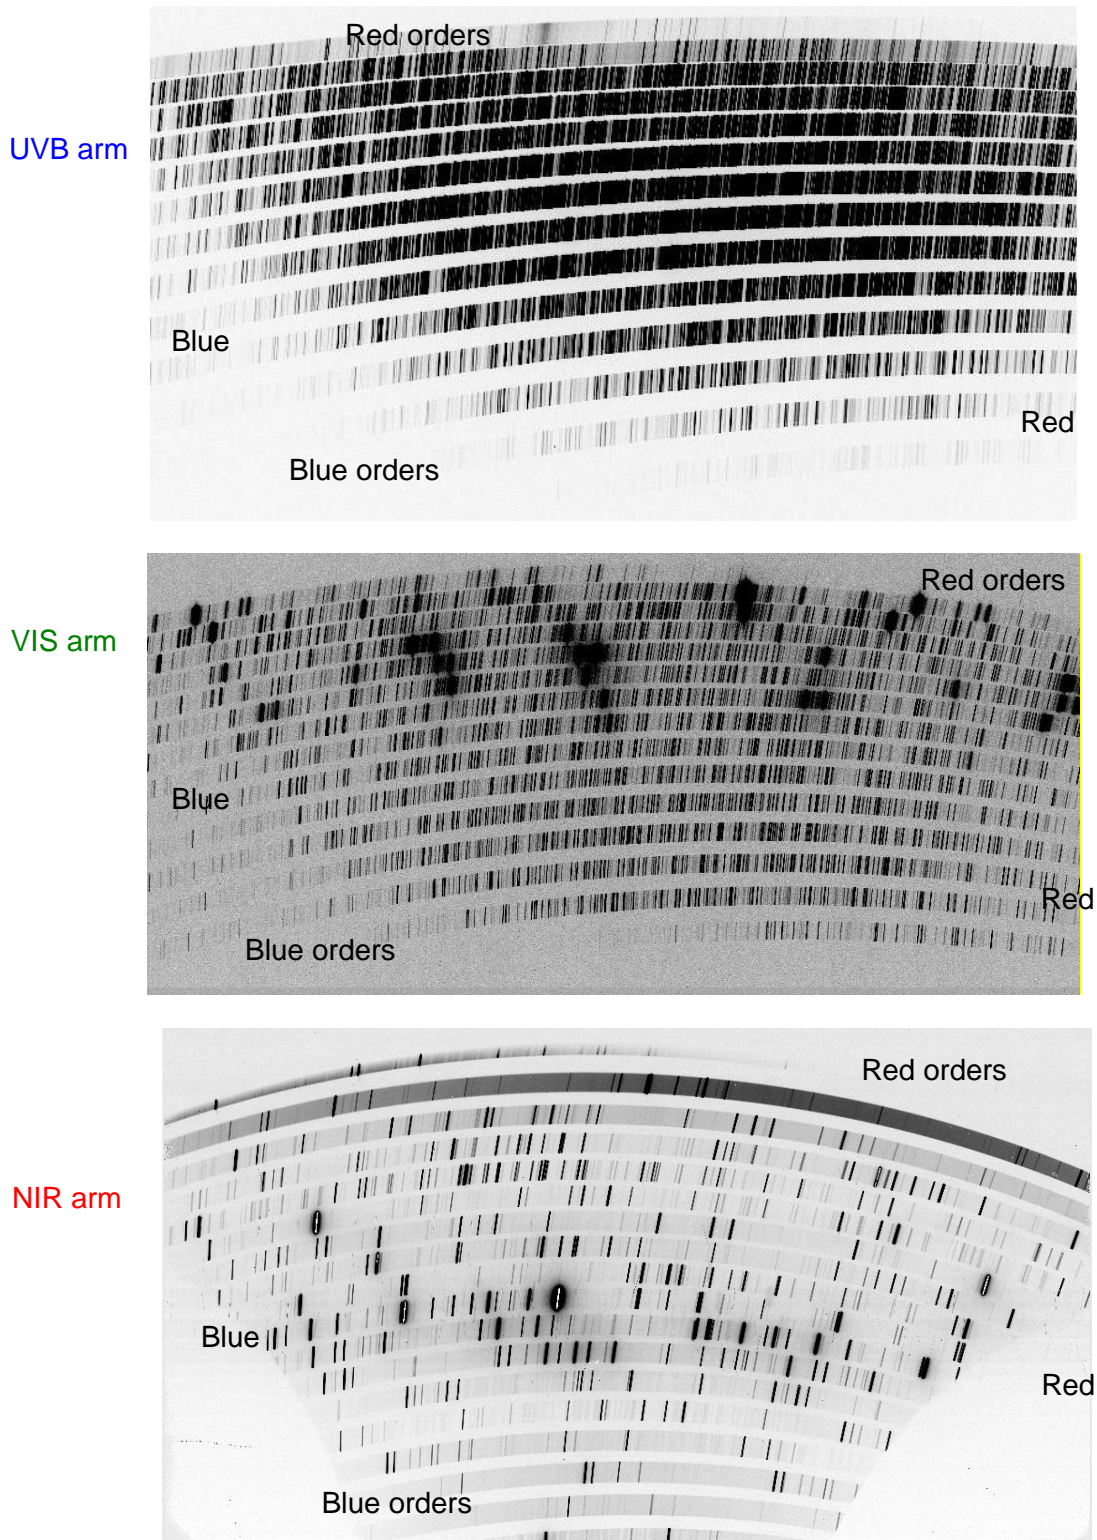 Red orders
UVB arm
Blue
Red
Blue orders
Red orders
VIS arm
Blue
Red
Blue orders
Red orders
NIR arm
Blue
Red
Blue orders